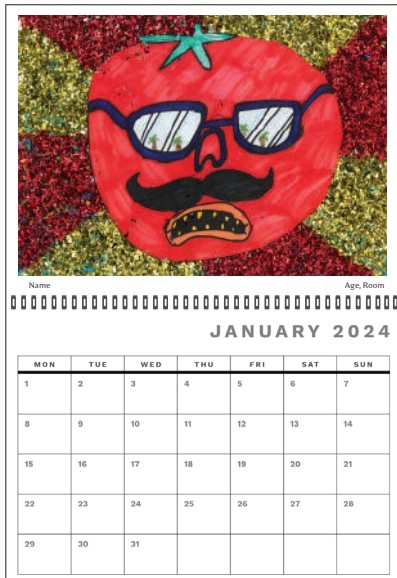 Name Age, Room
JANUARY 2024
MON TUE WED THU FRI SAT SUN
1 2 3 4 5 6 7
8 9 10 11 12 13 14
15 16 17 18 19 20 21
22 23 24 25 26 27 28
29 30 31